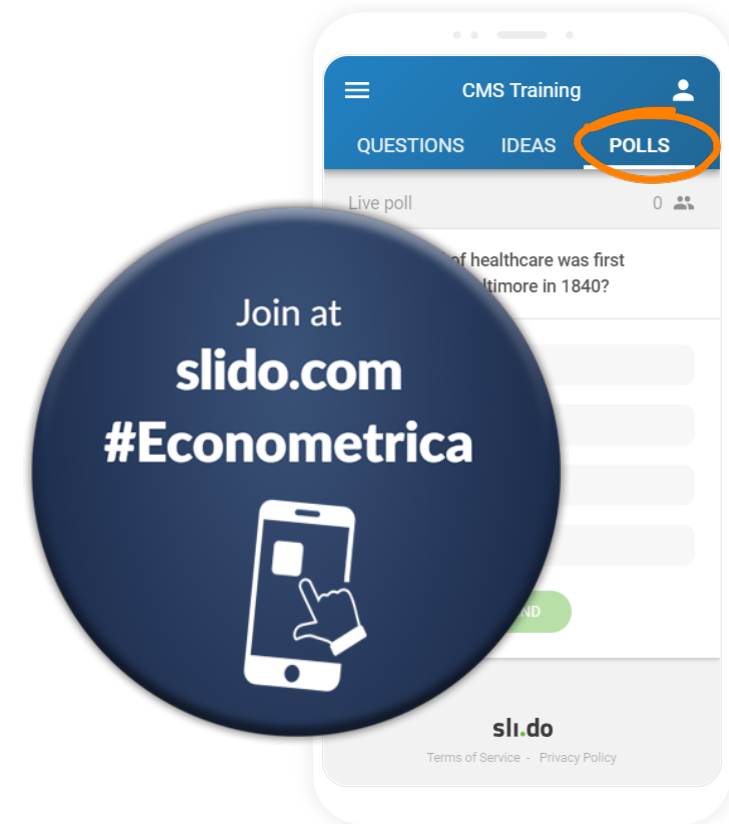 CMS Training
QUESTIONS IDEAS POLLS
Live poll 0
of healthcare was first
in 1840?
Join at
slido.com
#Econometrica
sli.do
Terms of Service - Privacy Policy